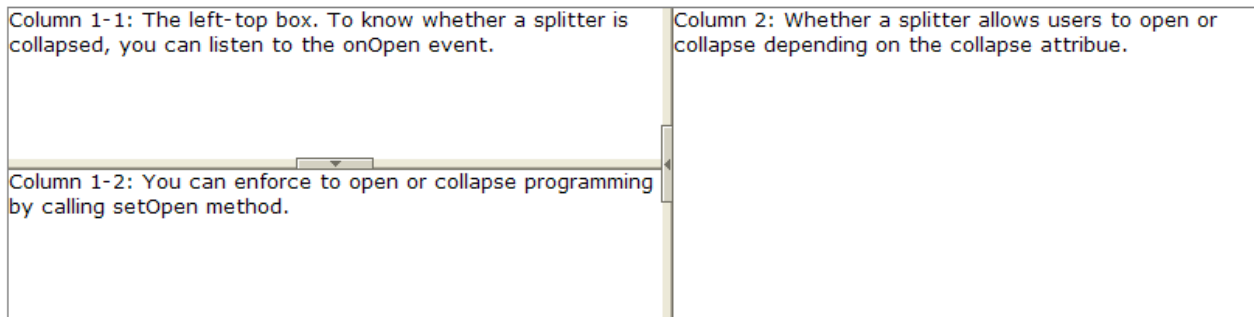 Column 1-1: The left-top box. To know whether a splitter is
collapsed, you can listen to the onOpen event.
Column 1-2: You can enforce to open or collapse programming
by calling setOpen method.
Column 2: Whether a splitter allows users to open or
collapse depending on the collapse attribue.